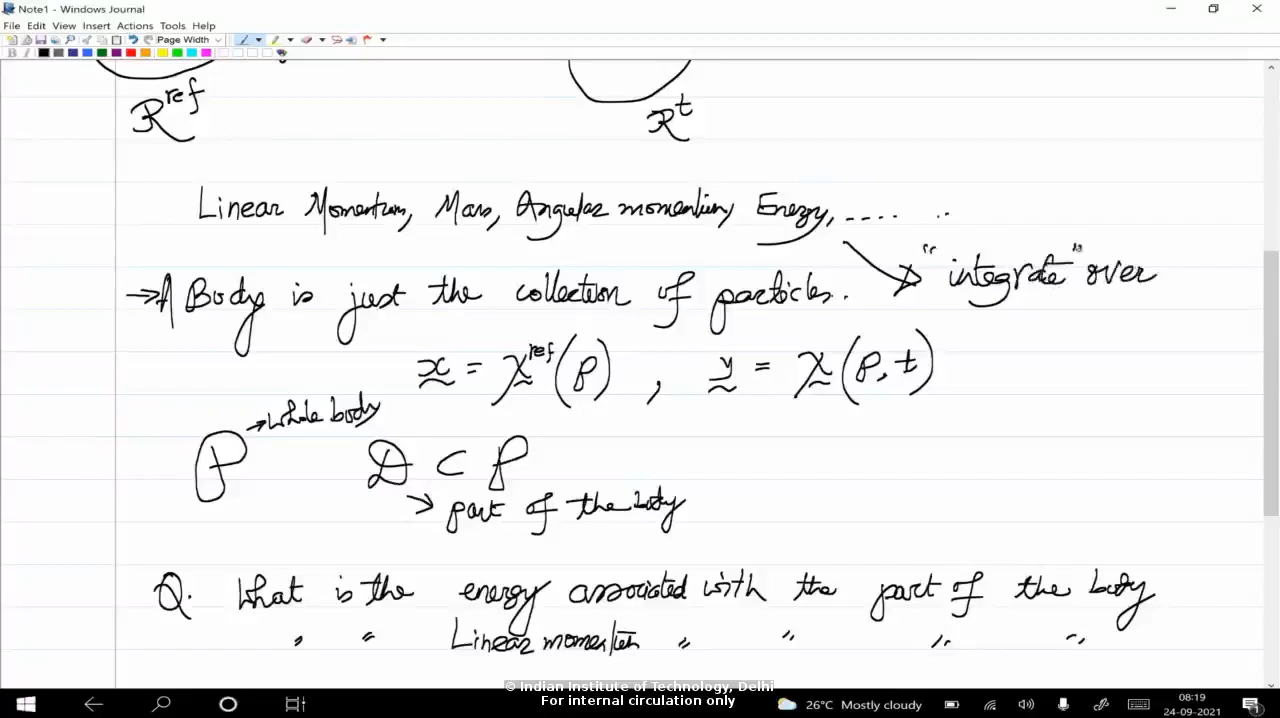 Note1 - Windows Journal
File Edit View Insert Actions Tools Help
Page Width
R^ref R^t
Linear Momentum, Mass, Angular momentum, Energy, .... ..
→ A Body is just the collection of particles. → "integrate" over
x = χ^ref (p) , y = χ (p, t)
→ whole body
P D ⊂ P
→ part of the body
Q. What is the energy associated with the part of the body
" " Linear momentum " " " "
© Indian Institute of Technology, Delhi
For internal circulation only
26°C Mostly cloudy
08:19
24-09-2021
1